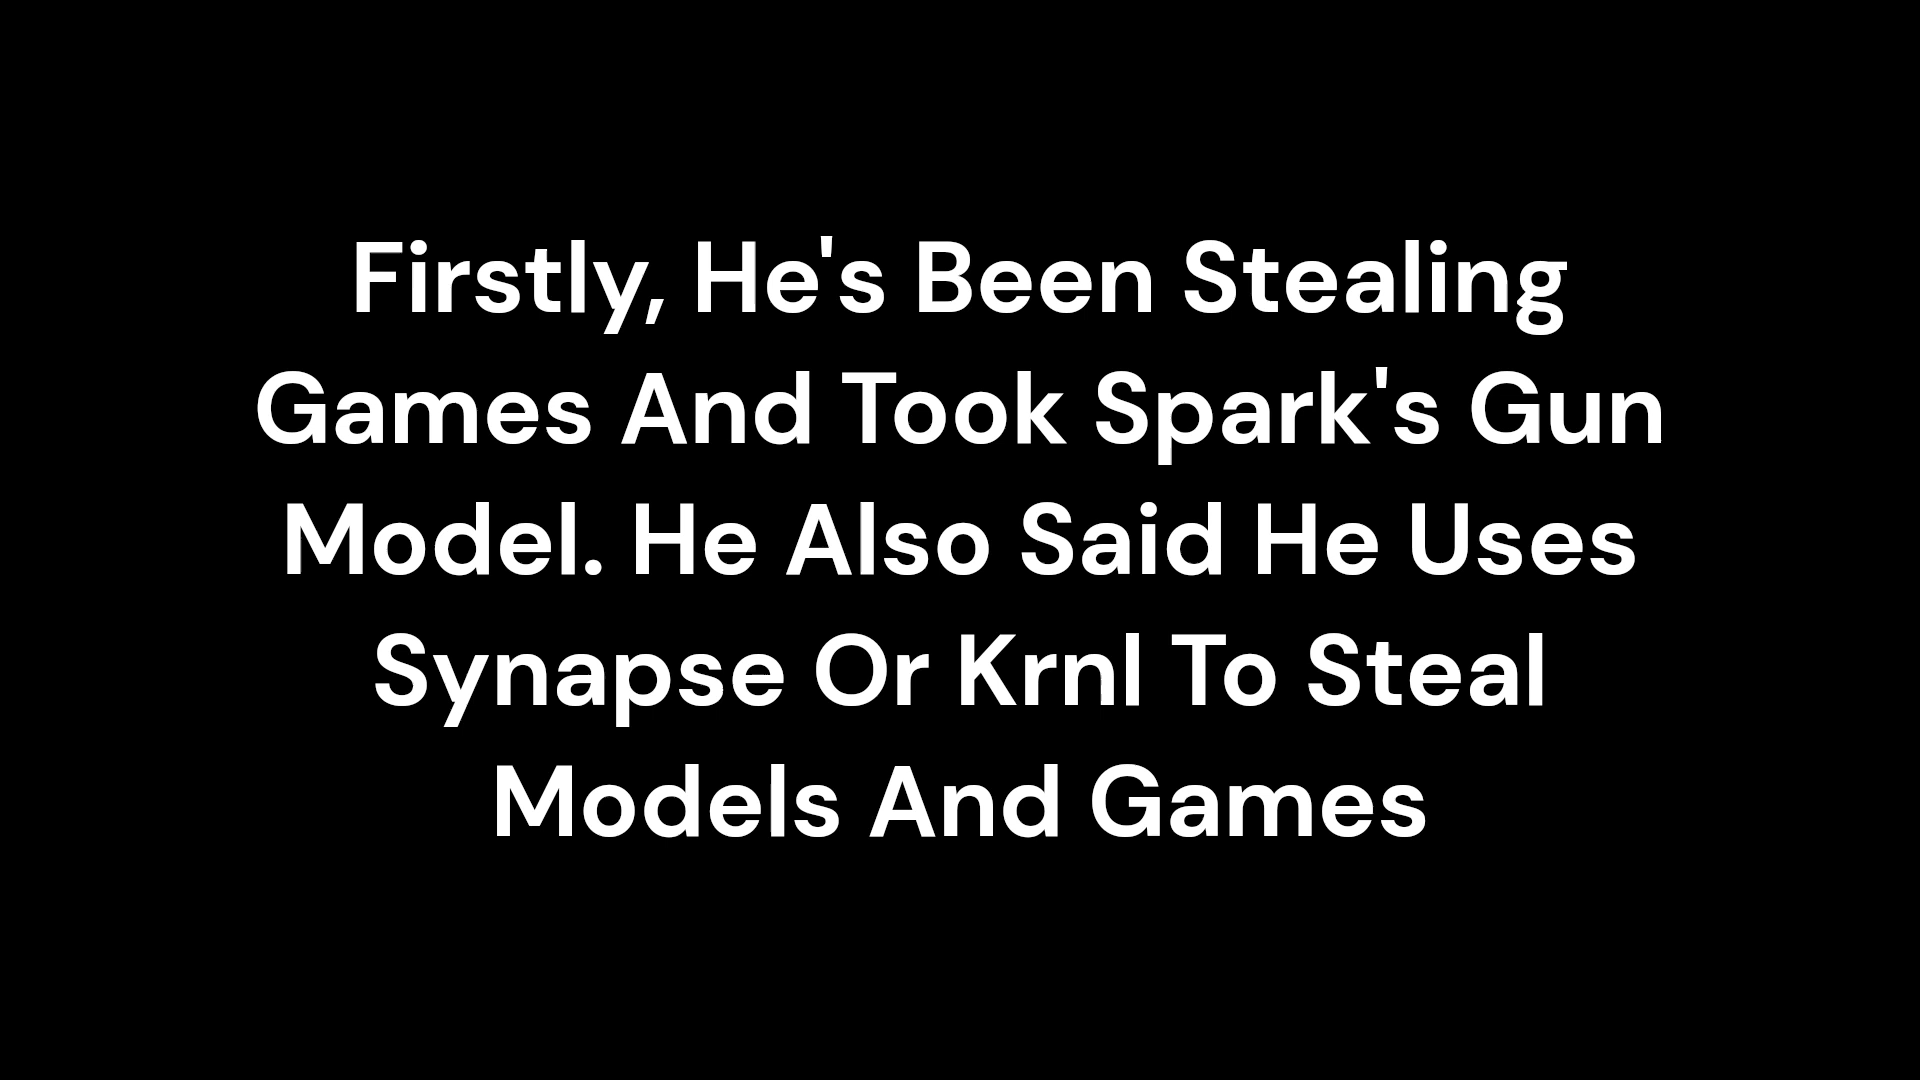 Firstly, He's Been Stealing
Games And Took Spark's Gun
Model. He Also Said He Uses
Synapse Or Krnl To Steal
Models And Games